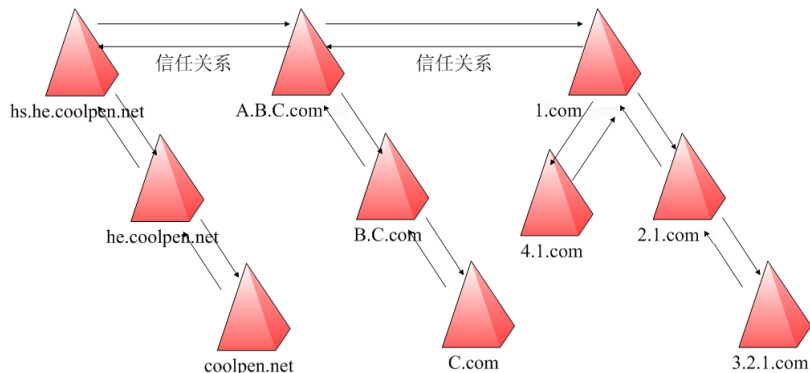 信任关系
信任关系
hs.he.coolpen.net
A.B.C.com
1.com
he.coolpen.net
B.C.com
4.1.com
2.1.com
coolpen.net
C.com
3.2.1.com